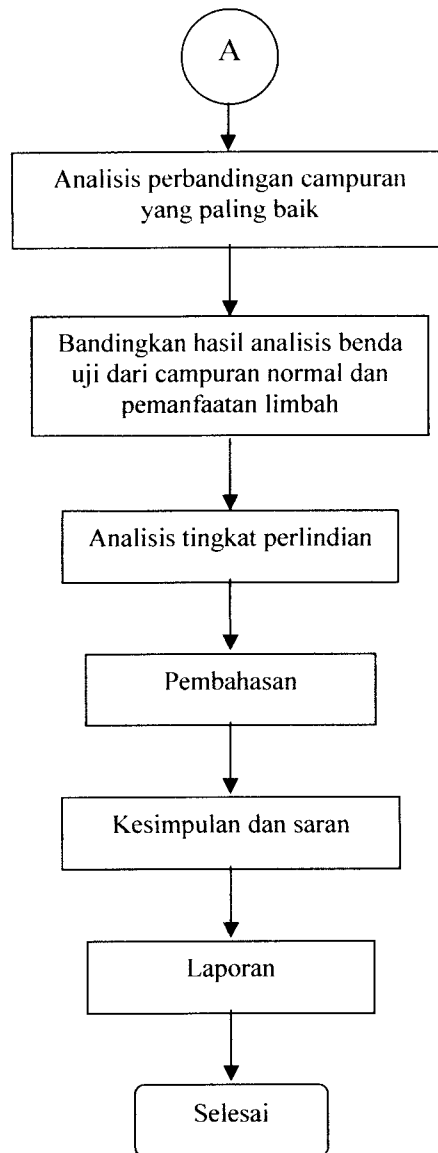 A
Analisis perbandingan campuran
yang paling baik
Bandingkan hasil analisis benda
uji dari campuran normal dan
pemanfaatan limbah
Analisis tingkat perlindian
Pembahasan
Kesimpulan dan saran
Laporan
Selesai